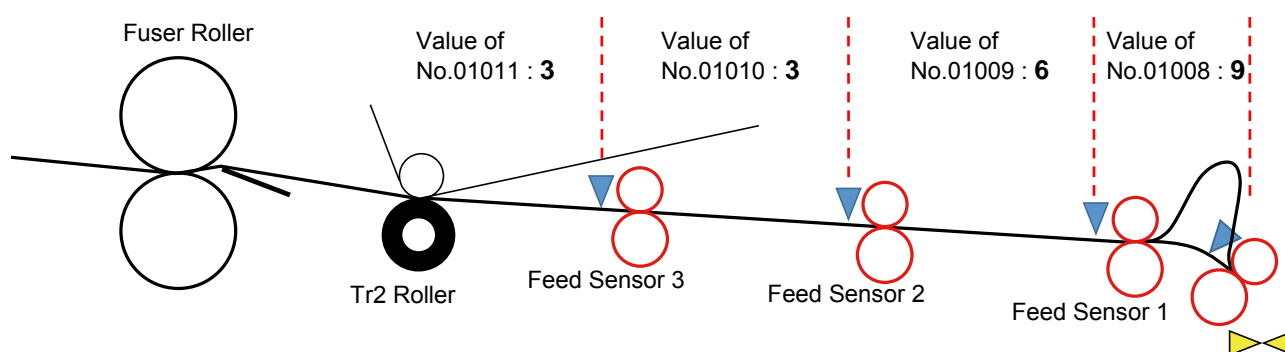 Fuser Roller
Value of
No.01011 : 3
Value of
No.01010 : 3
Value of
No.01009 : 6
Value of
No.01008 : 9
Tr2 Roller
Feed Sensor 3
Feed Sensor 2
Feed Sensor 1